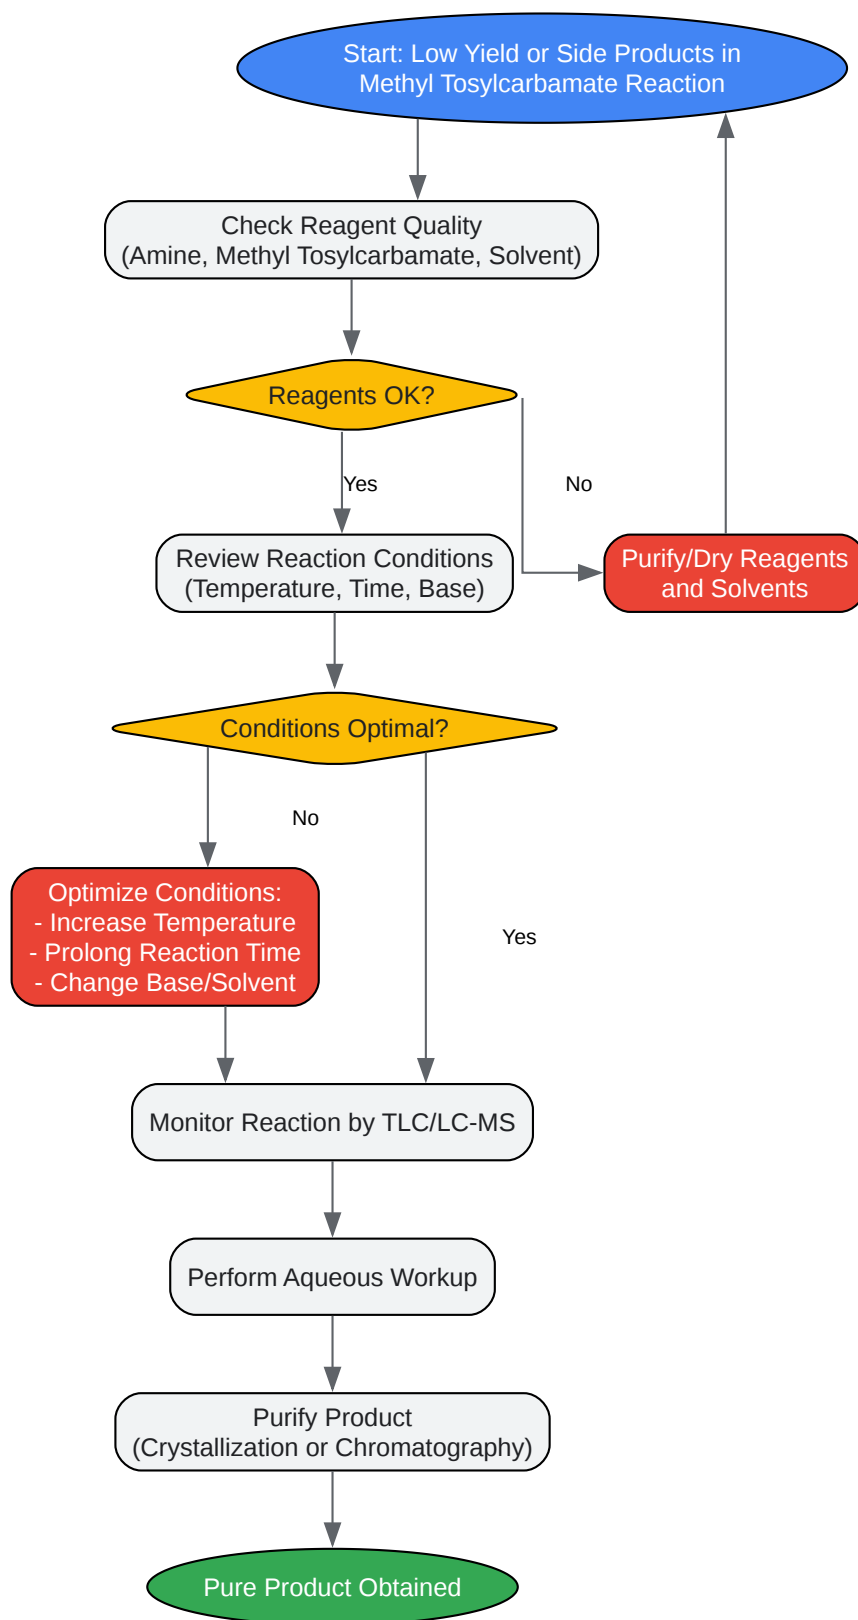 Start: Low Yield or Side Products in
Methyl Tosylcarbamate Reaction
Check Reagent Quality
(Amine, Methyl Tosylcarbamate, Solvent)
Reagents OK?
Yes
No
Review Reaction Conditions
(Temperature, Time, Base)
Purify/Dry Reagents
and Solvents
Conditions Optimal?
No
Optimize Conditions:
- Increase Temperature
- Prolong Reaction Time
- Change Base/Solvent
Yes
Monitor Reaction by TLC/LC-MS
Perform Aqueous Workup
Purify Product
(Crystallization or Chromatography)
Pure Product Obtained